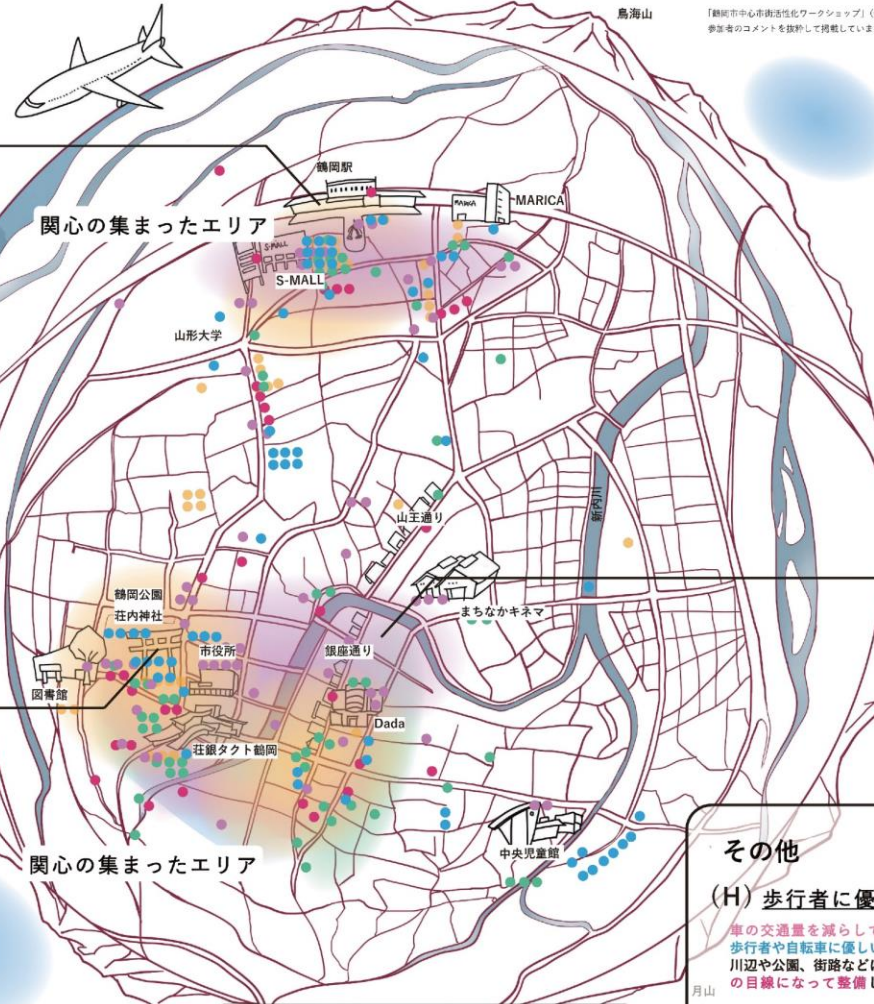 鳥海山
「鶴岡市中心市街活性化ワークショップ」（
参加者のコメントを抜粋して掲載していま
鶴岡駅
MARICA
MARICA
関心の集まったエリア
S-MALL
S-MALL
山形大学
山王通り
新内川
鶴岡公園
荘内神社
まちなかキネマ
市役所
銀座通り
図書館
Dada
荘銀タクト鶴岡
中央児童館
関心の集まったエリア
その他
（H）歩行者に優
車の交通量を減らして
歩行者や自転車に優しい
川辺や公園、街路などに
の目線になって整備し
月山